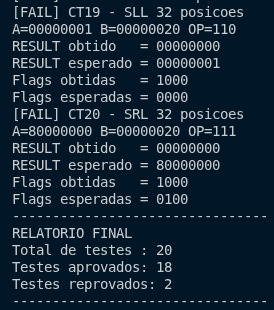 [FAIL] CT19 - SLL 32 posicoes
A=00000001 B=00000020 OP=110
RESULT obtido   = 00000000
RESULT esperado = 00000001
Flags obtidas   = 1000
Flags esperadas = 0000
[FAIL] CT20 - SRL 32 posicoes
A=80000000 B=00000020 OP=111
RESULT obtido   = 00000000
RESULT esperado = 80000000
Flags obtidas   = 1000
Flags esperadas = 0100
--------------------------------
RELATORIO FINAL
Total de testes : 20
Testes aprovados: 18
Testes reprovados: 2
--------------------------------